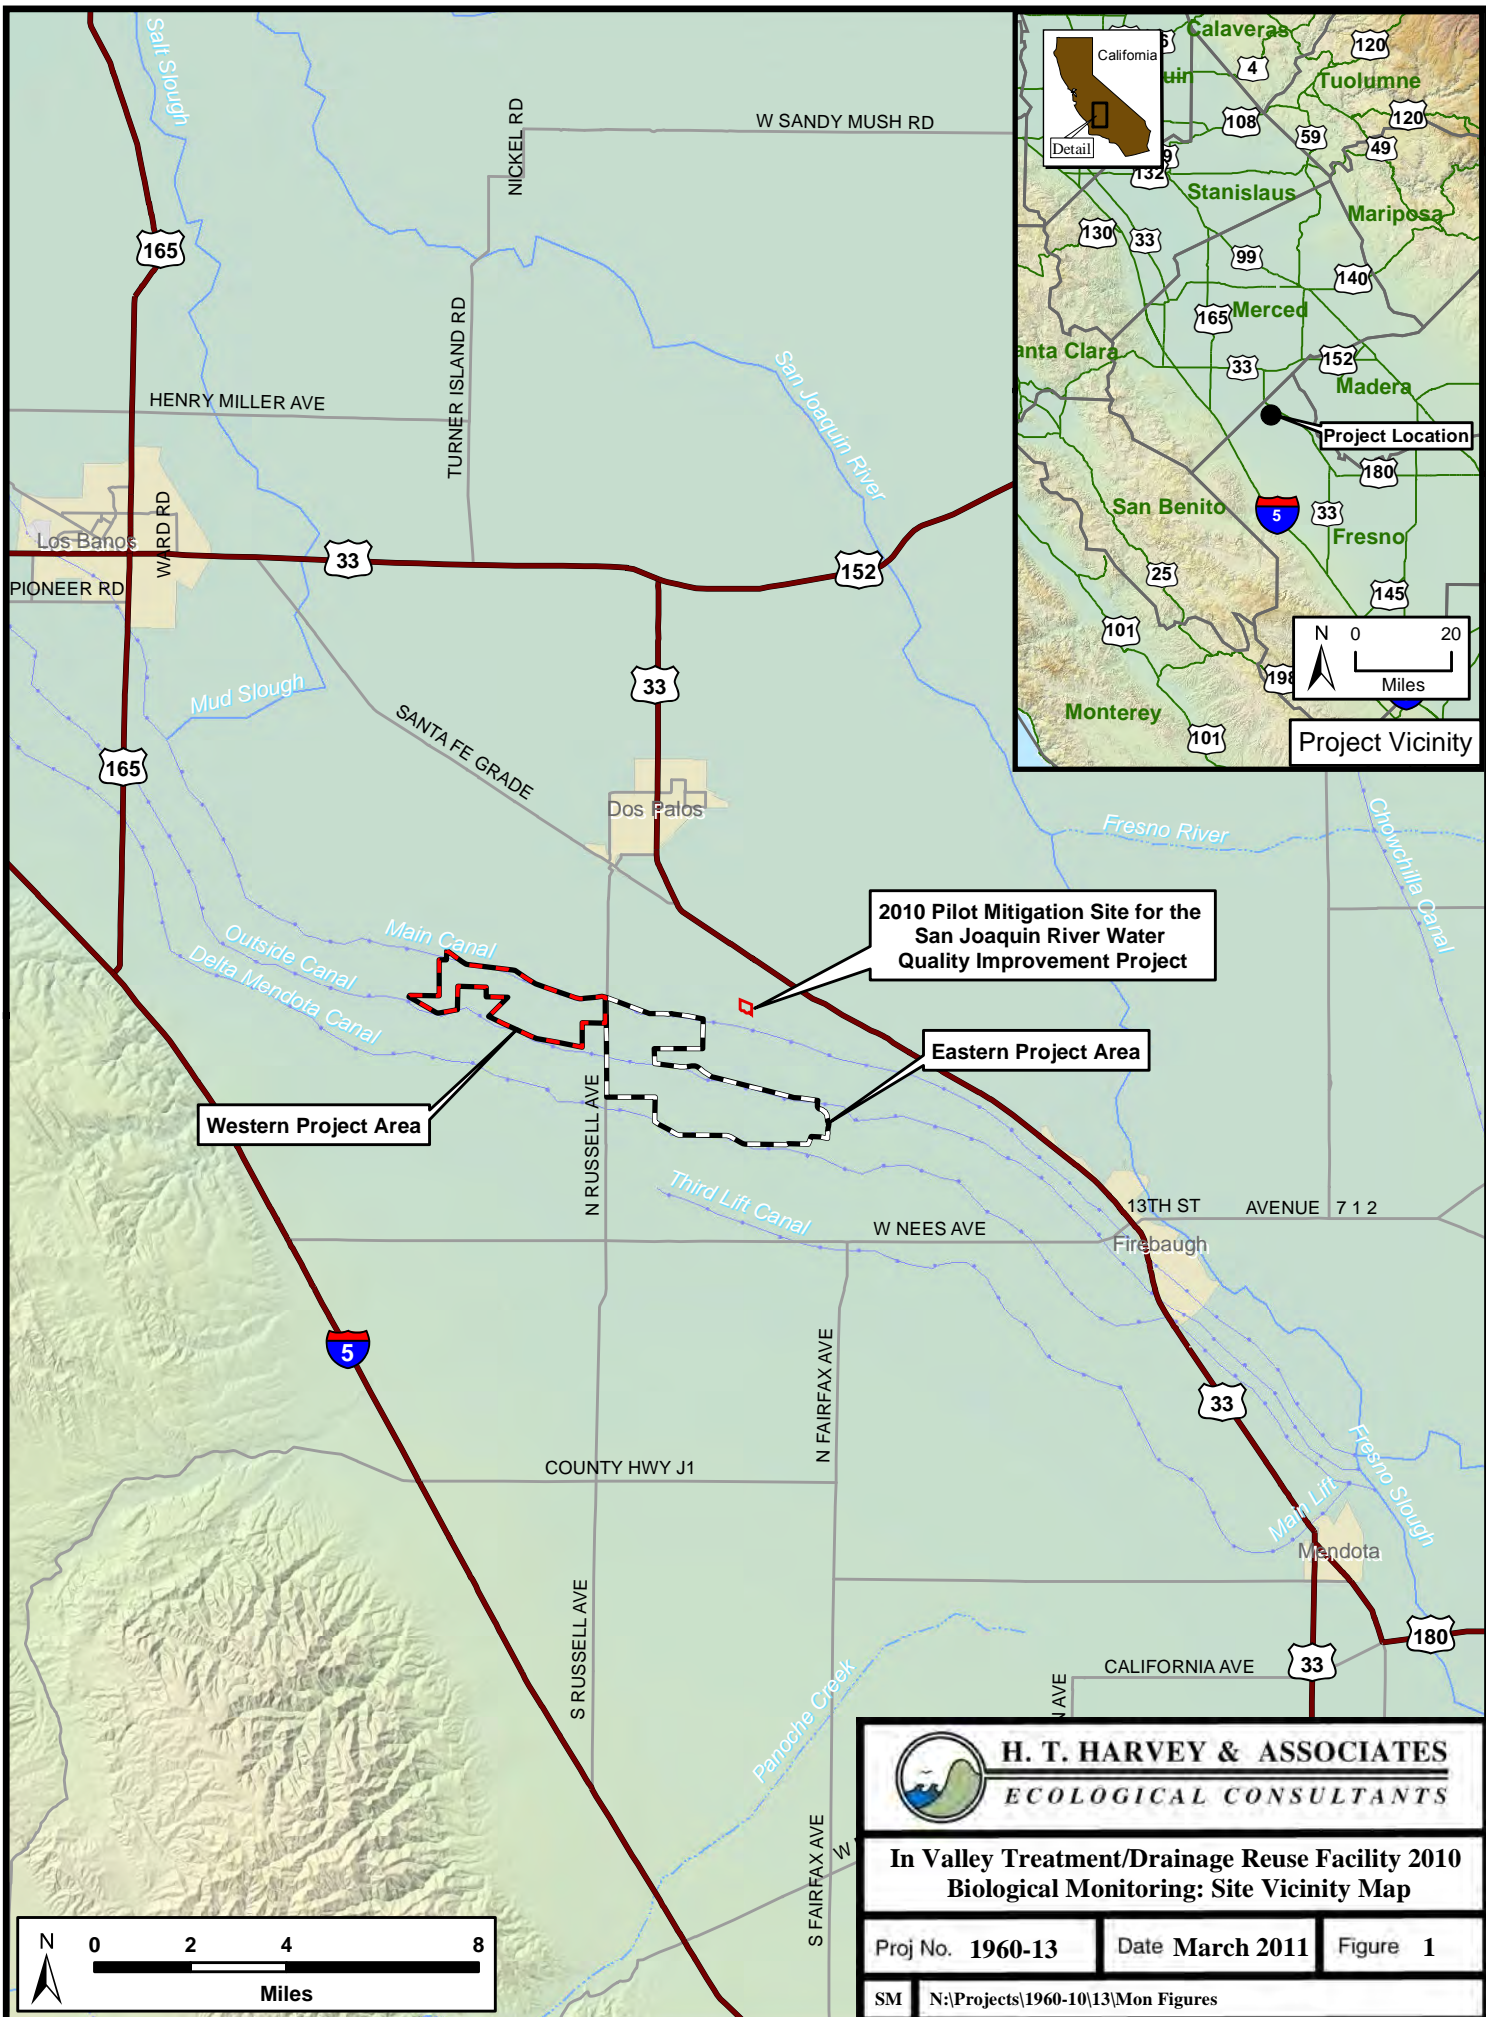 Salt Slough
NICKEL RD
W SANDY MUSH RD
165
TURNER ISLAND RD
San Joaquin River
HENRY MILLER AVE
WARD RD
Los Banos
33
152
PIONEER RD
33
Mud Slough
SANTA FE GRADE
165
Dos Palos
Fresno River
Chowchilla Canal
2010 Pilot Mitigation Site for the
San Joaquin River Water
Quality Improvement Project
Main Canal
Outside Canal
Delta Mendota Canal
Eastern Project Area
Western Project Area
N RUSSELL AVE
Third Lift Canal
13TH ST
AVENUE 7 1 2
W NEES AVE
Firebaugh
5
N FAIRFAX AVE
33
COUNTY HWY J1
Fresno Slough
Main Lift
Mendota
S RUSSELL AVE
180
33
CALIFORNIA AVE
Panoche Creek
N AVE
S FAIRFAX AVE
W
California
Detail
Calaveras
120
4
uin
Tuolumne
120
108
59
49
132
Stanislaus
Mariposa
130
33
99
140
165
Merced
anta Clara
33
152
Madera
Project Location
180
San Benito
5
33
Fresno
25
145
101
198
Monterey
101
N
0 20
Miles
Project Vicinity
N
0 2 4 8
Miles
H. T. HARVEY & ASSOCIATES
ECOLOGICAL CONSULTANTS
In Valley Treatment/Drainage Reuse Facility 2010
Biological Monitoring: Site Vicinity Map
Proj No. 1960-13
Date March 2011
Figure 1
SM
N:\Projects\1960-10\13\Mon Figures